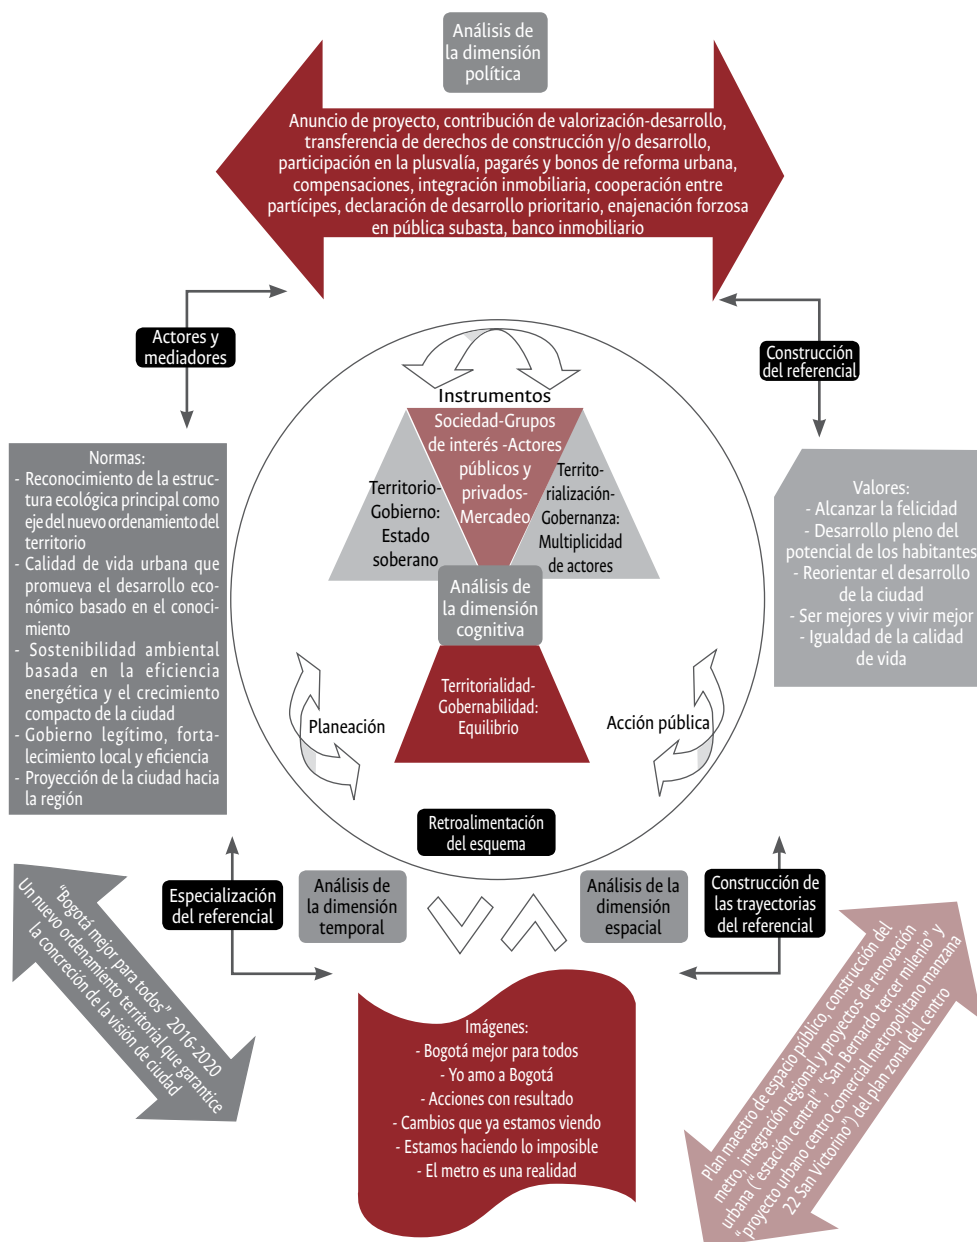 Análisis de
la dimensión
política
Anuncio de proyecto, contribución de valorización-desarrollo,
transferencia de derechos de construcción y/o desarrollo,
participación en la plusvalía, pagarés y bonos de reforma urbana,
compensaciones, integración inmobiliaria, cooperación entre
partícipes, declaración de desarrollo prioritario, enajenación forzosa
en pública subasta, banco inmobiliario
Actores y
mediadores
Construcción
del referencial
Instrumentos
Sociedad-Grupos
de interés -Actores
públicos y
privados-
Mercadeo
Territorio-
Gobierno:
Estado
soberano
Territo-
rialización-
Gobernanza:
Multiplicidad
de actores
Análisis de
la dimensión
cognitiva
Territorialidad-
Gobernabilidad:
Equilibrio
Planeación
Acción pública
Retroalimentación
del esquema
Normas:
- Reconocimiento de la estruc-
tura ecológica principal como
eje del nuevo ordenamiento del
territorio
- Calidad de vida urbana que
promueva el desarrollo eco-
nómico basado en el conoci-
miento
- Sostenibilidad ambiental
basada en la eficiencia
energética y el crecimiento
compacto de la ciudad
- Gobierno legítimo, forta-
lecimiento local y eficiencia
- Proyección de la ciudad hacia
la región
Valores:
- Alcanzar la felicidad
- Desarrollo pleno del
potencial de los habitantes
- Reorientar el desarrollo
de la ciudad
- Ser mejores y vivir mejor
- Igualdad de la calidad
de vida
Especialización
del referencial
Análisis de
la dimensión
temporal
Análisis de la
dimensión
espacial
Construcción de
las trayectorias
del referencial
"Bogotá mejor para todos" 2016-2020
Un nuevo ordenamiento territorial que garantice
la concreción de la visión de ciudad
Imágenes:
- Bogotá mejor para todos
- Yo amo a Bogotá
- Acciones con resultado
- Cambios que ya estamos viendo
- Estamos haciendo lo imposible
- El metro es una realidad
Plan maestro de espacio público, construcción del
metro, integración regional y proyectos de renovación
urbana ("estación central", "San Bernardo tercer milenio" y
"proyecto urbano centro comercial metropolitano manzana
22 San Victorino") del plan zonal del centro